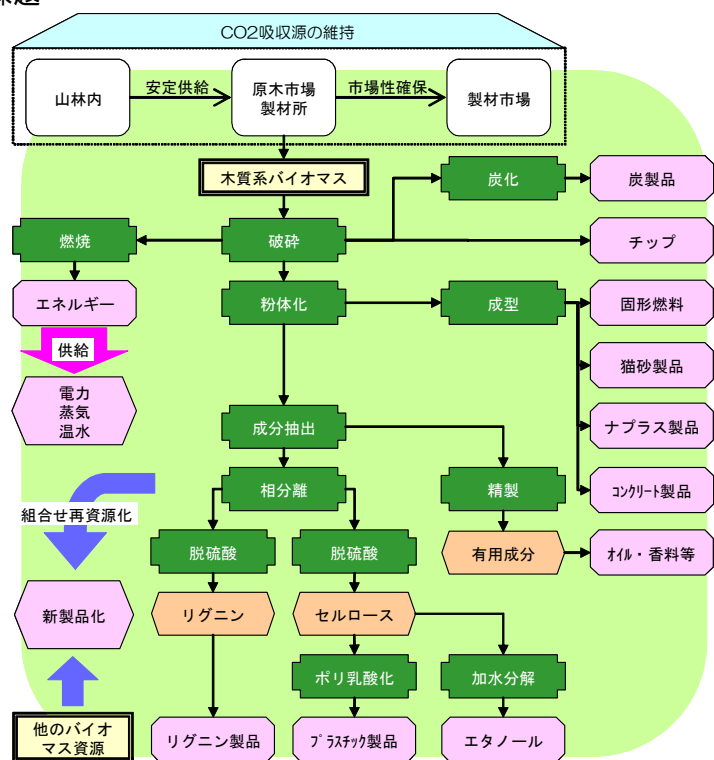 CO2吸収源の維持
山林内
安定供給
原木市場
製材所
市場性確保
製材市場
木質系バイオマス
炭化
炭製品
燃焼
破砕
チップ
エネルギー
粉体化
成型
固形燃料
供給
猫砂製品
電力
蒸気
温水
成分抽出
ナプラス製品
相分離
精製
コンクリート製品
組合せ再資源化
脱硫酸
脱硫酸
有用成分
オイル・香料等
新製品化
リグニン
セルロース
ポリ乳酸化
加水分解
他のバイオ
マス資源
リグニン製品
プラスチック製品
エタノール